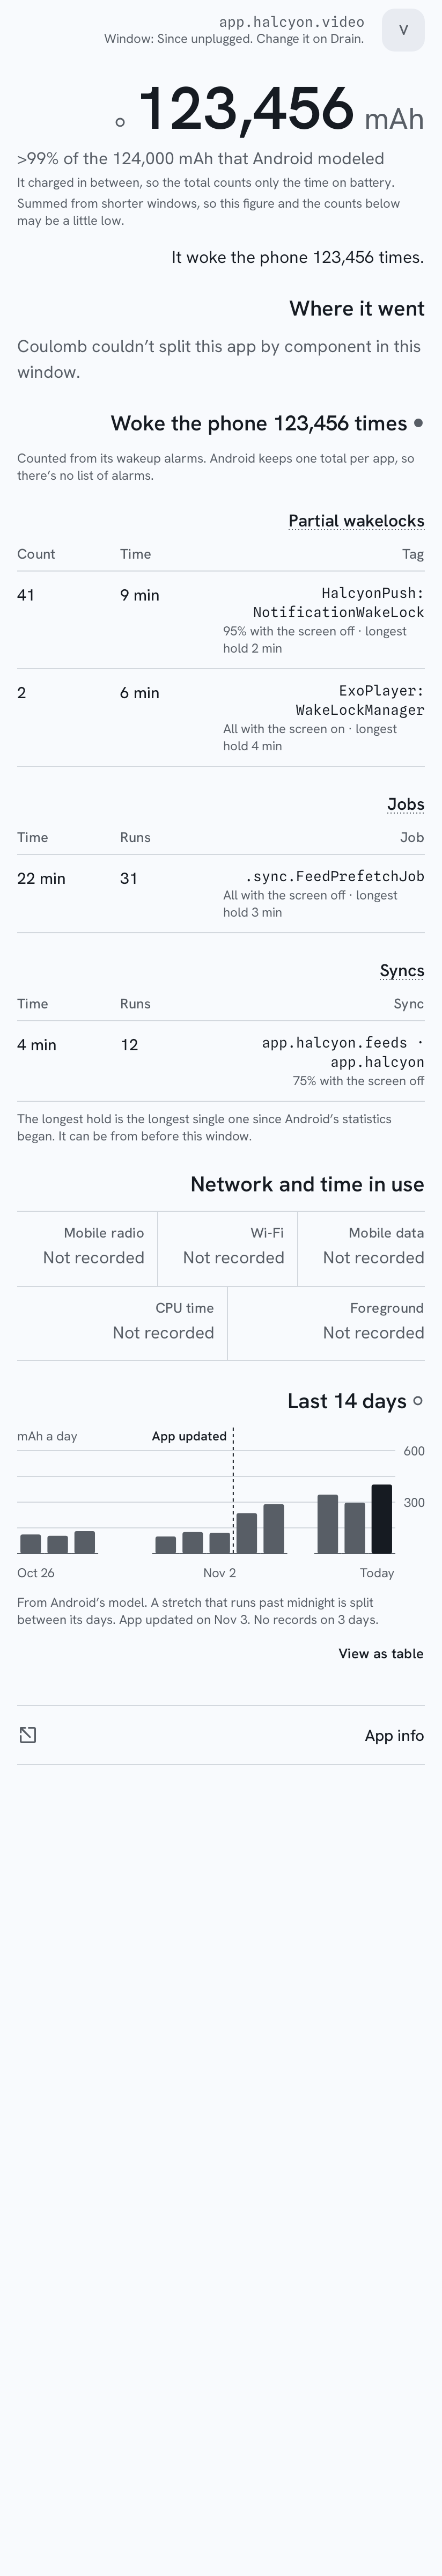 app.halcyon.video
Window: Since unplugged. Change it on Drain.
V
123,456 mAh
>99% of the 124,000 mAh that Android modeled
It charged in between, so the total counts only the time on battery.
Summed from shorter windows, so this figure and the counts below
may be a little low.
It woke the phone 123,456 times.
Where it went
Coulomb couldn’t split this app by component in this
window.
Woke the phone 123,456 times
Counted from its wakeup alarms. Android keeps one total per app, so
there’s no list of alarms.
Partial wakelocks
Count Time Tag
41 9 min HalcyonPush:
NotificationWakeLock
95% with the screen off · longest
hold 2 min
2 6 min ExoPlayer:
WakeLockManager
All with the screen on · longest
hold 4 min
Jobs
Time Runs Job
22 min 31 .sync.FeedPrefetchJob
All with the screen off · longest
hold 3 min
Syncs
Time Runs Sync
4 min 12 app.halcyon.feeds ·
app.halcyon
75% with the screen off
The longest hold is the longest single one since Android’s statistics
began. It can be from before this window.
Network and time in use
Mobile radio Wi-Fi Mobile data
Not recorded Not recorded Not recorded
CPU time Foreground
Not recorded Not recorded
Last 14 days
mAh a day App updated
600
300
Oct 26 Nov 2 Today
From Android’s model. A stretch that runs past midnight is split
between its days. App updated on Nov 3. No records on 3 days.
View as table
App info